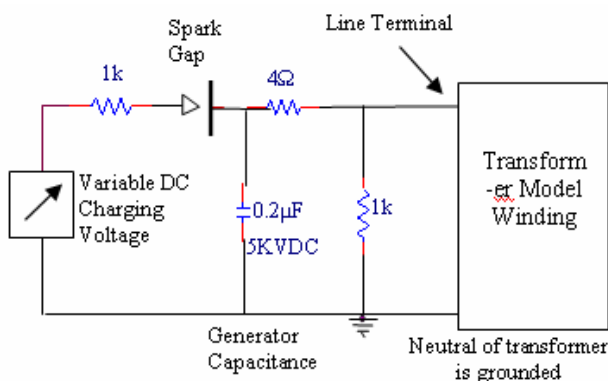 Spark
Gap
Line Terminal
1k
4Ω
Variable DC
Charging
Voltage
0.2µF
5KVDC
1k
Transform
-er Model
Winding
Generator
Capacitance
Neutral of transformer
is grounded